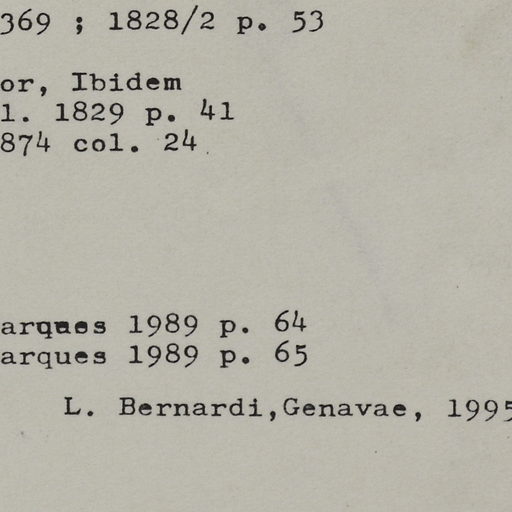 369 ; 1828/2 p. 53
or, Ibidem
l. 1829 p. 41
874 col. 24
arques 1989 p. 64
arques 1989 p. 65
L. Bernardi,Genavae, 1995